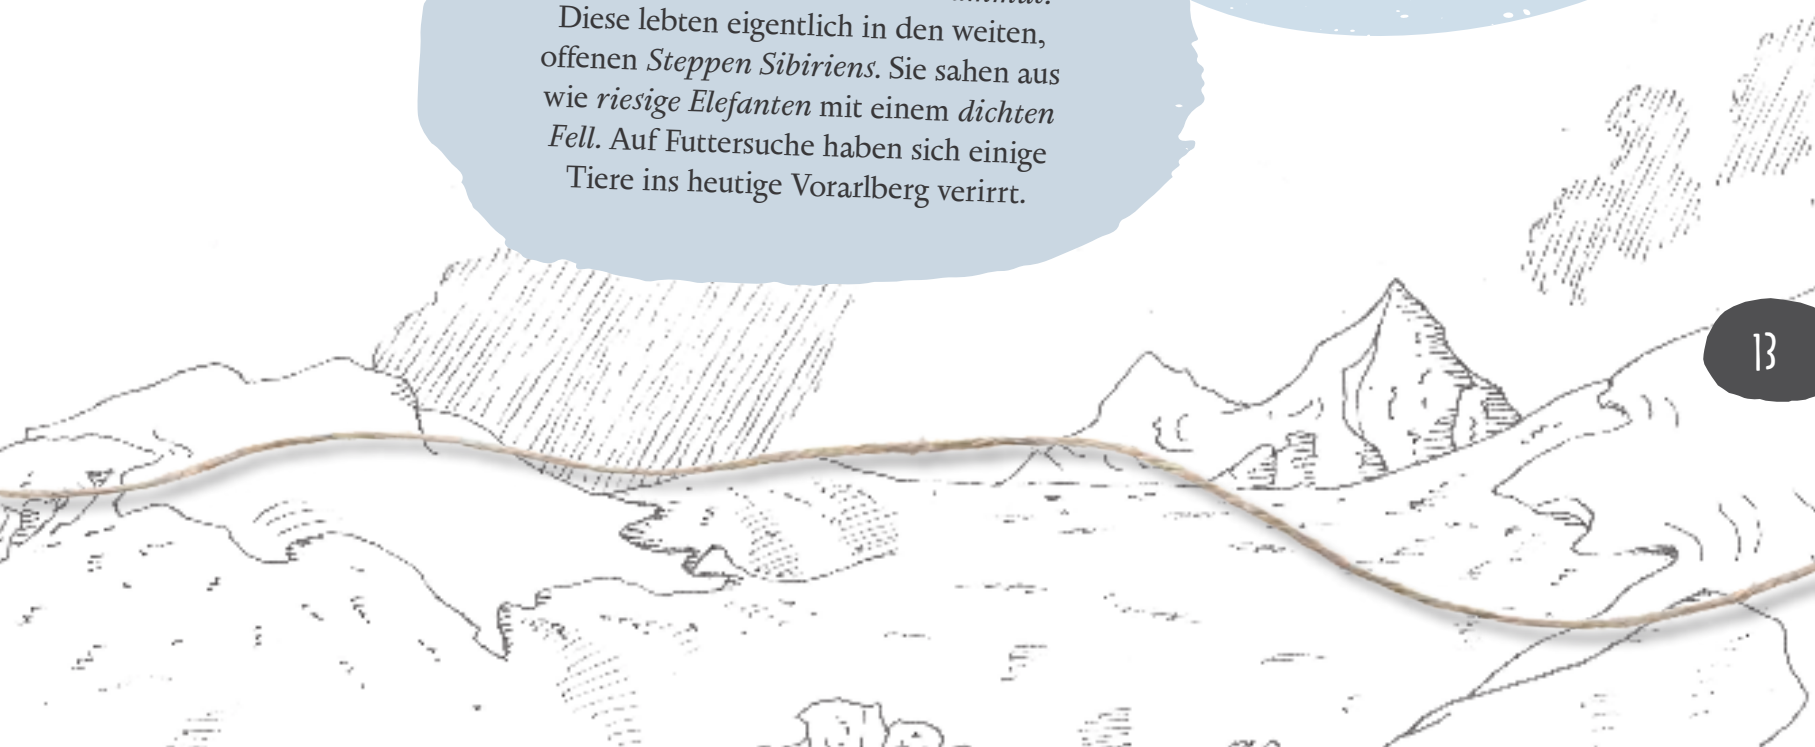 Diese lebten eigentlich in den weiten,
offenen Steppen Sibiriens. Sie sahen aus
wie riesige Elefanten mit einem dichten
Fell. Auf Futtersuche haben sich einige
Tiere ins heutige Vorarlberg verirrt.
13